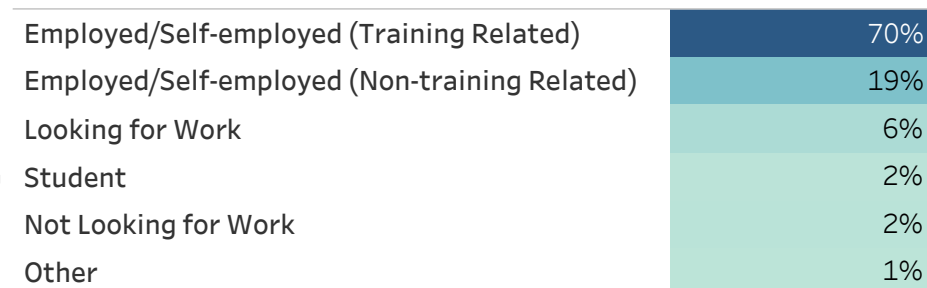 Employed/Self-employed (Training Related) 70%
Employed/Self-employed (Non-training Related) 19%
Looking for Work 6%
Student 2%
Not Looking for Work 2%
Other 1%